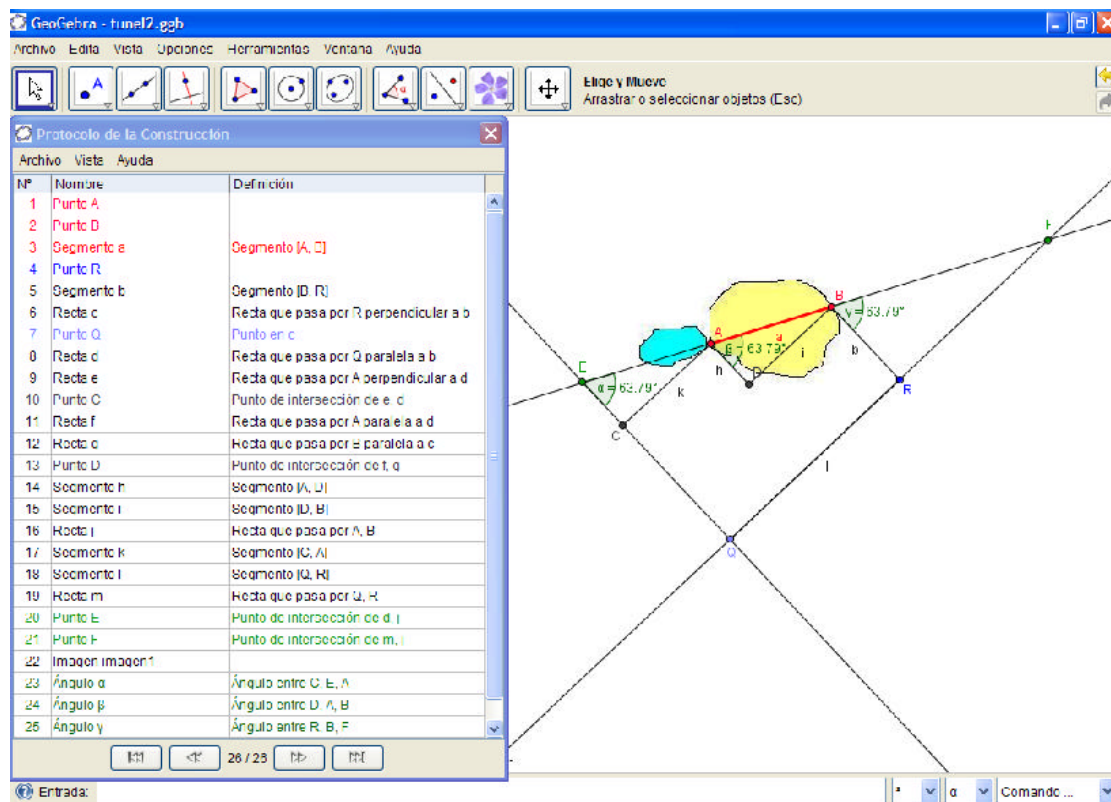 GeoGebra - tunel2.ggb
Archivo Edita Vista Opciones Herramientas Ventana Ayuda
Elige y Mueve
Arrastrar o seleccionar objetos (Esc)
Protocolo de la Construcción
Archivo Vista Ayuda
Nº Nombre Definición
1 Punto A
2 Punto B
3 Segmento a Segmento [A, B]
4 Punto R
5 Segmento b Segmento [B, R]
6 Recta c Recta que pasa por R perpendicular a b
7 Punto Q Punto en c
8 Recta d Recta que pasa por Q paralela a b
9 Recta e Recta que pasa por A perpendicular a d
10 Punto C Punto de intersección de e, d
11 Recta f Recta que pasa por A paralela a d
12 Recta g Recta que pasa por B paralela a c
13 Punto D Punto de intersección de f, g
14 Segmento h Segmento [A, D]
15 Segmento i Segmento [D, B]
16 Recta j Recta que pasa por A, B
17 Segmento k Segmento [C, A]
18 Segmento l Segmento [Q, R]
19 Recta m Recta que pasa por Q, R
20 Punto E Punto de intersección de d, j
21 Punto F Punto de intersección de m, j
22 Imagen imagen1
23 Ángulo α Ángulo entre C, E, A
24 Ángulo β Ángulo entre D, A, B
25 Ángulo γ Ángulo entre R, B, F
26 / 26
Entrada:
α Comando ...
F
B
γ = 63.79°
A
a
β = 63.79°
i
b
E
α = 63.79°
h
D
k
R
C
l
Q